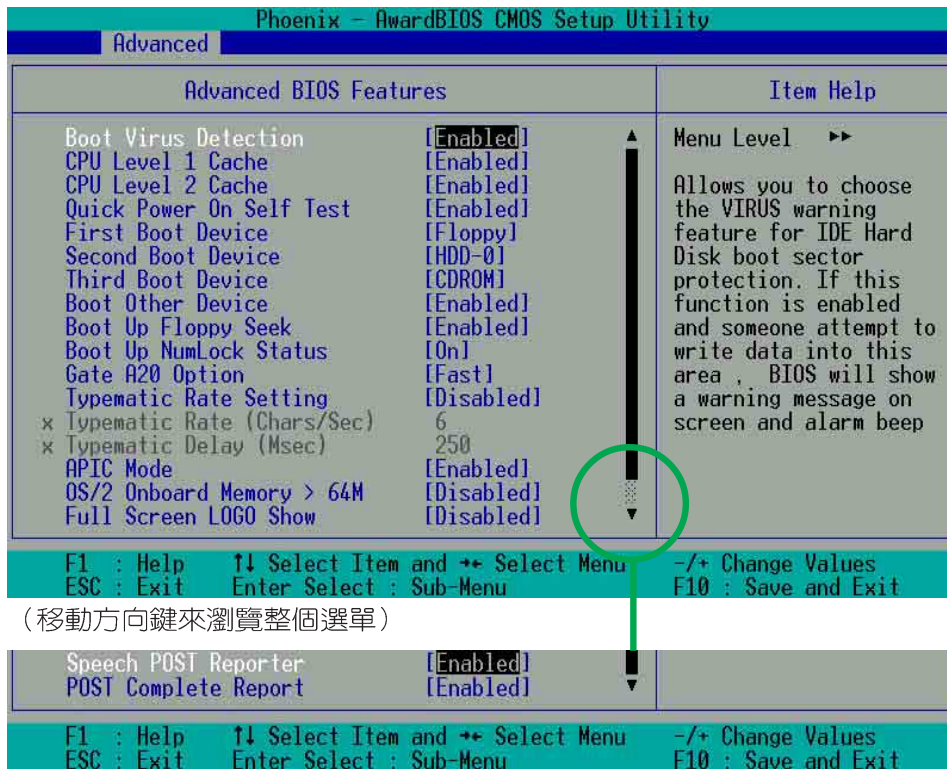 Phoenix - AwardBIOS CMOS Setup Utility
Advanced
Advanced BIOS Features
Item Help
Boot Virus Detection [Enabled]
CPU Level 1 Cache [Enabled]
CPU Level 2 Cache [Enabled]
Quick Power On Self Test [Enabled]
First Boot Device [Floppy]
Second Boot Device [HDD-0]
Third Boot Device [CDROM]
Boot Other Device [Enabled]
Boot Up Floppy Seek [Enabled]
Boot Up NumLock Status [On]
Gate A20 Option [Fast]
Typematic Rate Setting [Disabled]
x Typematic Rate (Chars/Sec) 6
x Typematic Delay (Msec) 250
APIC Mode [Enabled]
OS/2 Onboard Memory > 64M [Disabled]
Full Screen LOGO Show [Disabled]
Menu Level ▸▸
Allows you to choose
the VIRUS warning
feature for IDE Hard
Disk boot sector
protection. If this
function is enabled
and someone attempt to
write data into this
area , BIOS will show
a warning message on
screen and alarm beep
F1 : Help ↑↓ Select Item and →← Select Menu -/+ Change Values
ESC : Exit Enter Select : Sub-Menu F10 : Save and Exit
（移動方向鍵來瀏覽整個選單）
Speech POST Reporter [Enabled]
POST Complete Report [Enabled]
F1 : Help ↑↓ Select Item and →← Select Menu -/+ Change Values
ESC : Exit Enter Select : Sub-Menu F10 : Save and Exit